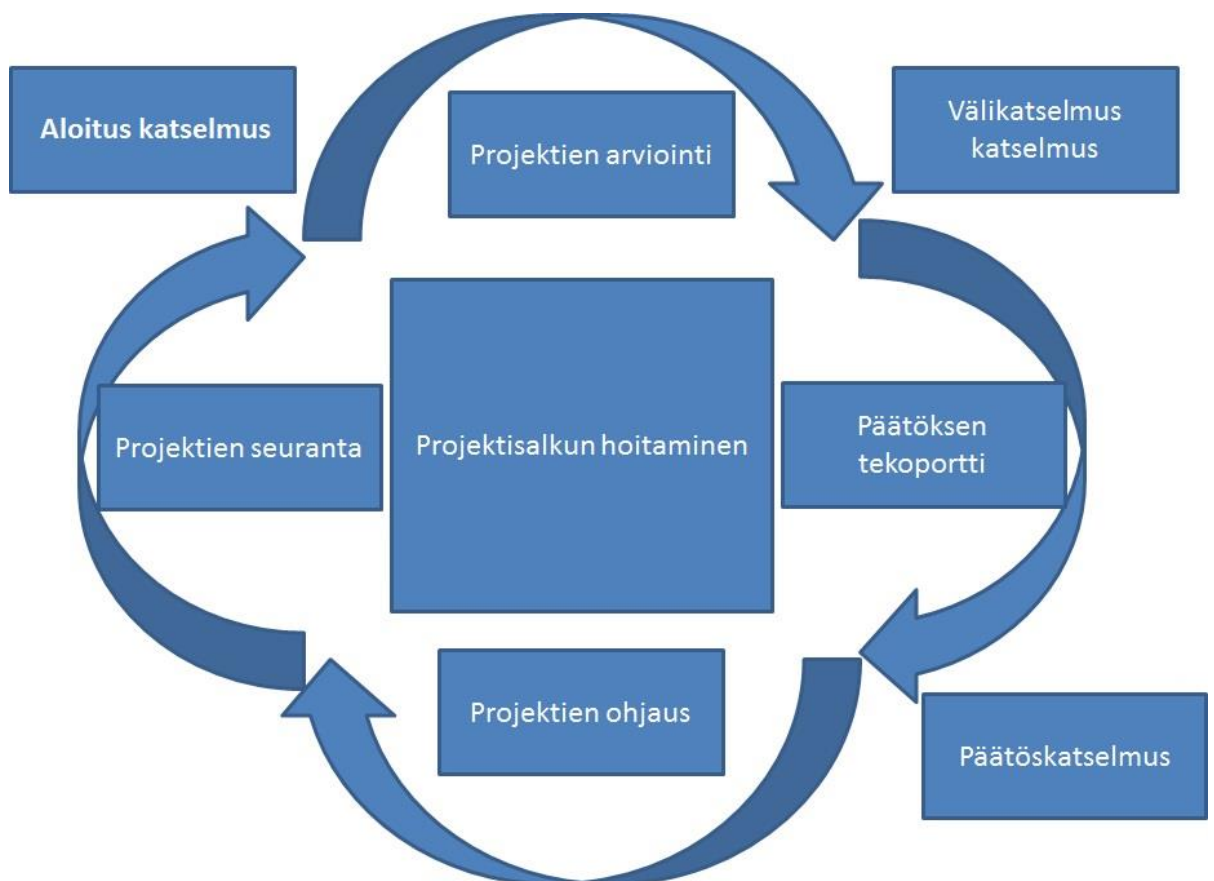 Aloitus katselmus
Projektien arviointi
Välikatselmus
katselmus
Projektien seuranta
Projektisalkun hoitaminen
Päätöksen
tekoportti
Projektien ohjaus
Päätöskatselmus